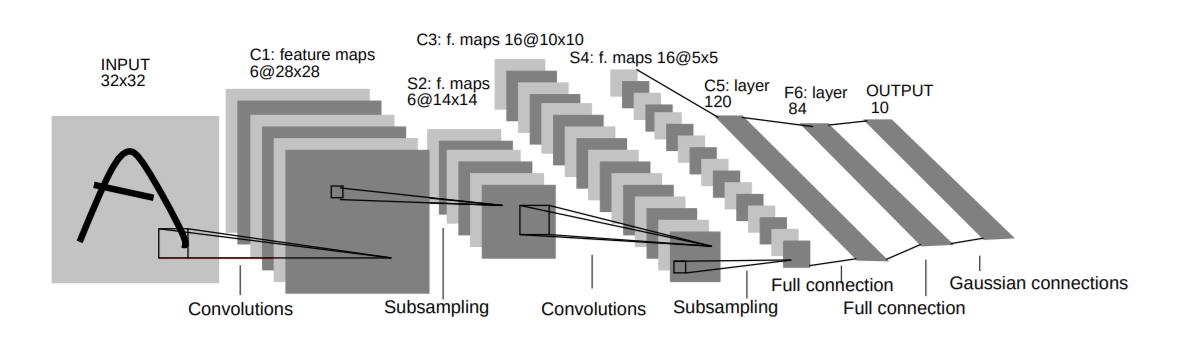 INPUT
32x32
C1: feature maps
6@28x28
S2: f. maps
6@14x14
C3: f. maps 16@10x10
S4: f. maps 16@5x5
C5: layer
120
F6: layer
84
OUTPUT
10
Convolutions
Subsampling
Convolutions
Subsampling
Full connection
Full connection
Gaussian connections